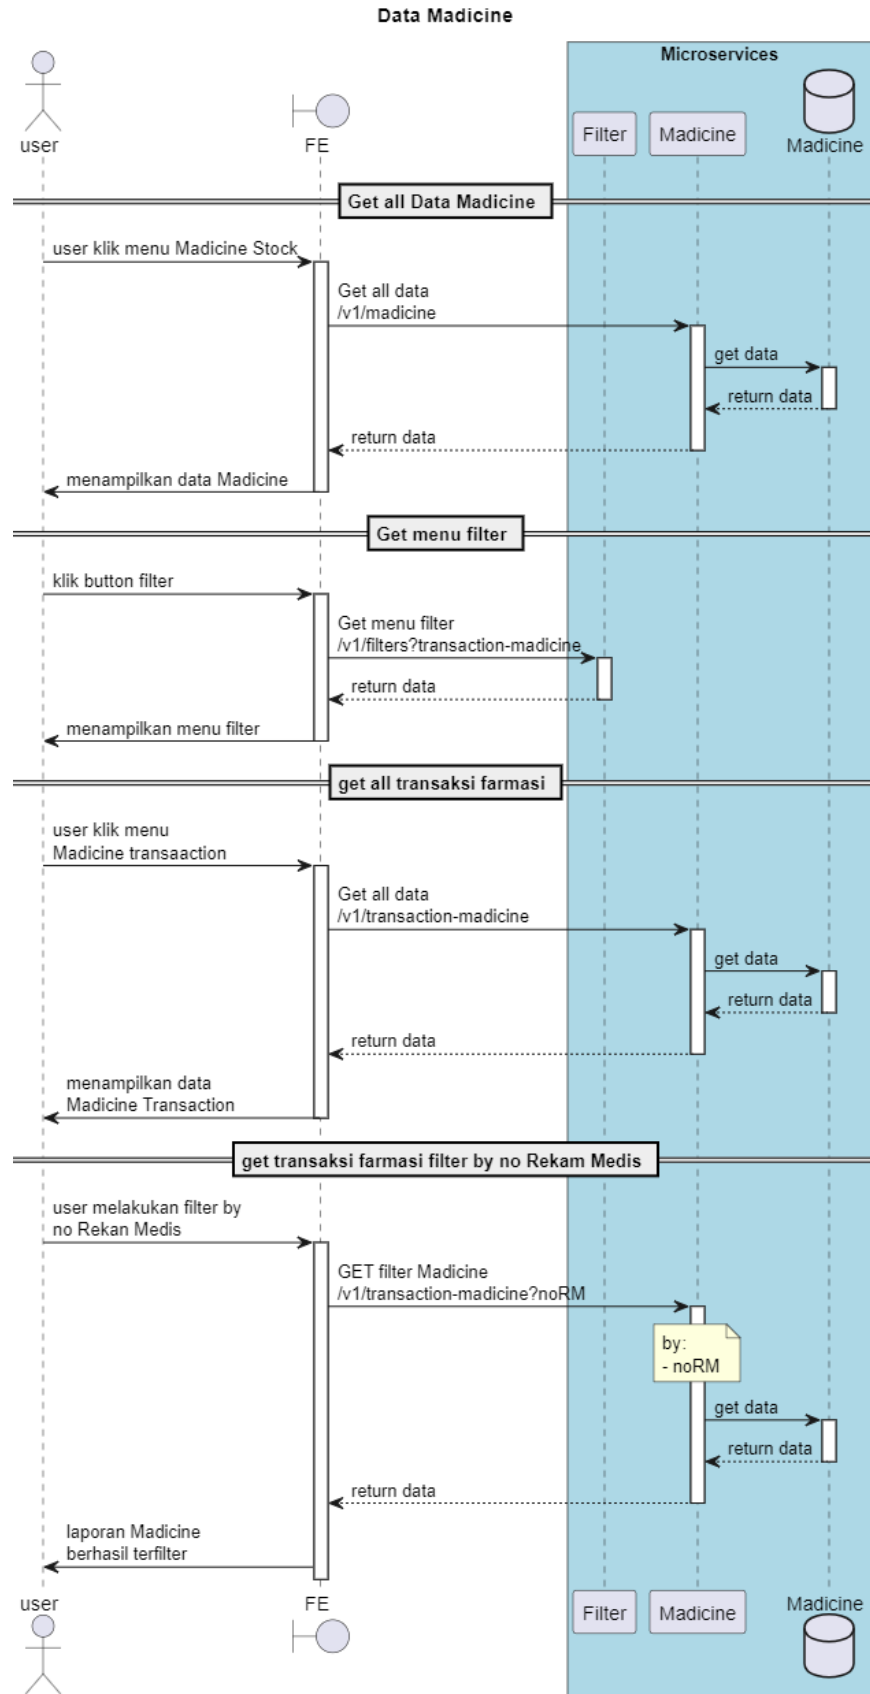 Data Madicine
Microservices
user
FE
Filter
Madicine
Madicine
Get all Data Madicine
user klik menu Madicine Stock
Get all data
/v1/madicine
get data
return data
return data
menampilkan data Madicine
Get menu filter
klik button filter
Get menu filter
/v1/filters?transaction-madicine
return data
menampilkan menu filter
get all transaksi farmasi
user klik menu
Madicine transaaction
Get all data
/v1/transaction-madicine
get data
return data
return data
menampilkan data
Madicine Transaction
get transaksi farmasi filter by no Rekam Medis
user melakukan filter by
no Rekan Medis
GET filter Madicine
/v1/transaction-madicine?noRM
by:
- noRM
get data
return data
return data
laporan Madicine
berhasil terfilter
user
FE
Filter
Madicine
Madicine